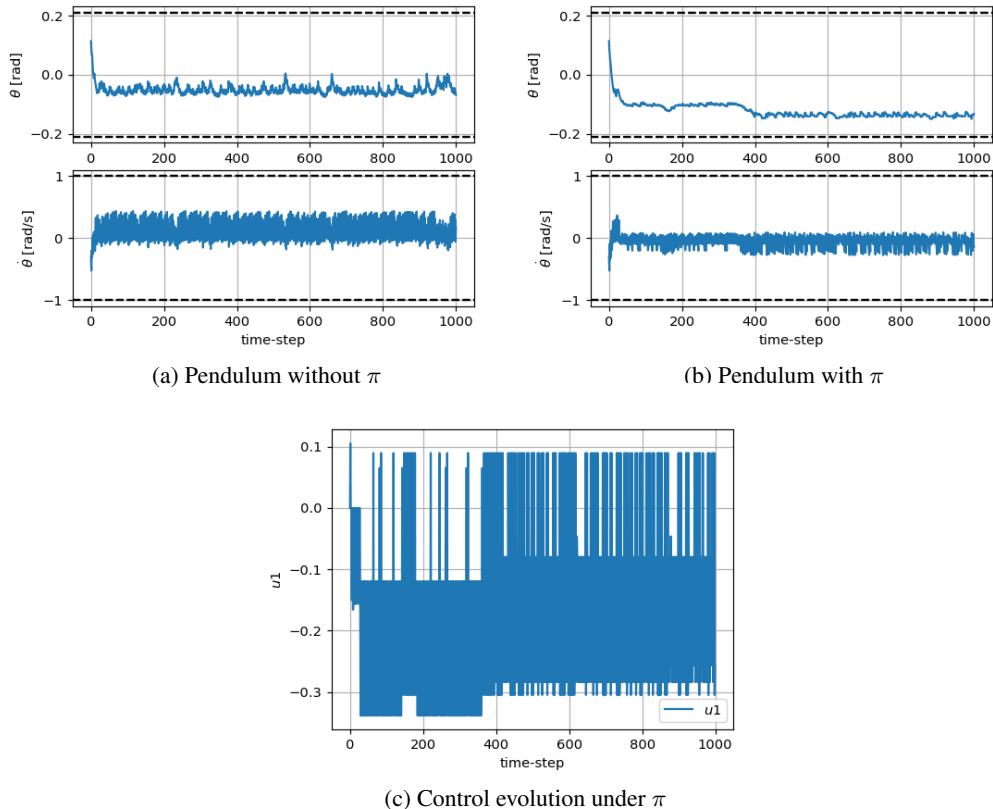 0.2
0.0
−0.2
θ [rad]
0 200 400 600 800 1000
1
0
−1
θ̇ [rad/s]
0 200 400 600 800 1000
time-step
(a) Pendulum without π
0.2
0.0
−0.2
θ [rad]
0 200 400 600 800 1000
1
0
−1
θ̇ [rad/s]
0 200 400 600 800 1000
time-step
(b) Pendulum with π
0.1
0.0
−0.1
−0.2
−0.3
u1
u1
0 200 400 600 800 1000
time-step
(c) Control evolution under π